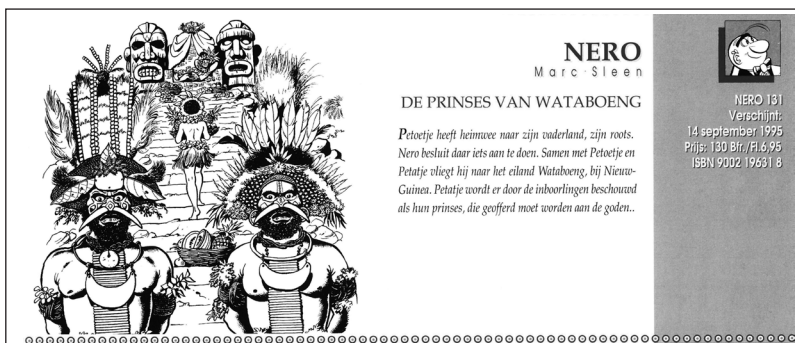 NERO
Marc Sleen
DE PRINSES VAN WATABOENG
Petoetje heeft heimwee naar zijn vaderland, zijn roots.
Nero besluit daar iets aan te doen. Samen met Petoetje en
Petatje vliegt hij naar het eiland Wataboeng, bij Nieuw-
Guinea. Petatje wordt er door de inboorlingen beschouwd
als hun prinses, die geofferd moet worden aan de goden..
NERO 131
Verschijnt:
14 september 1995
Prijs: 130 Bfr./Fl.6,95
ISBN 9002 19631 8